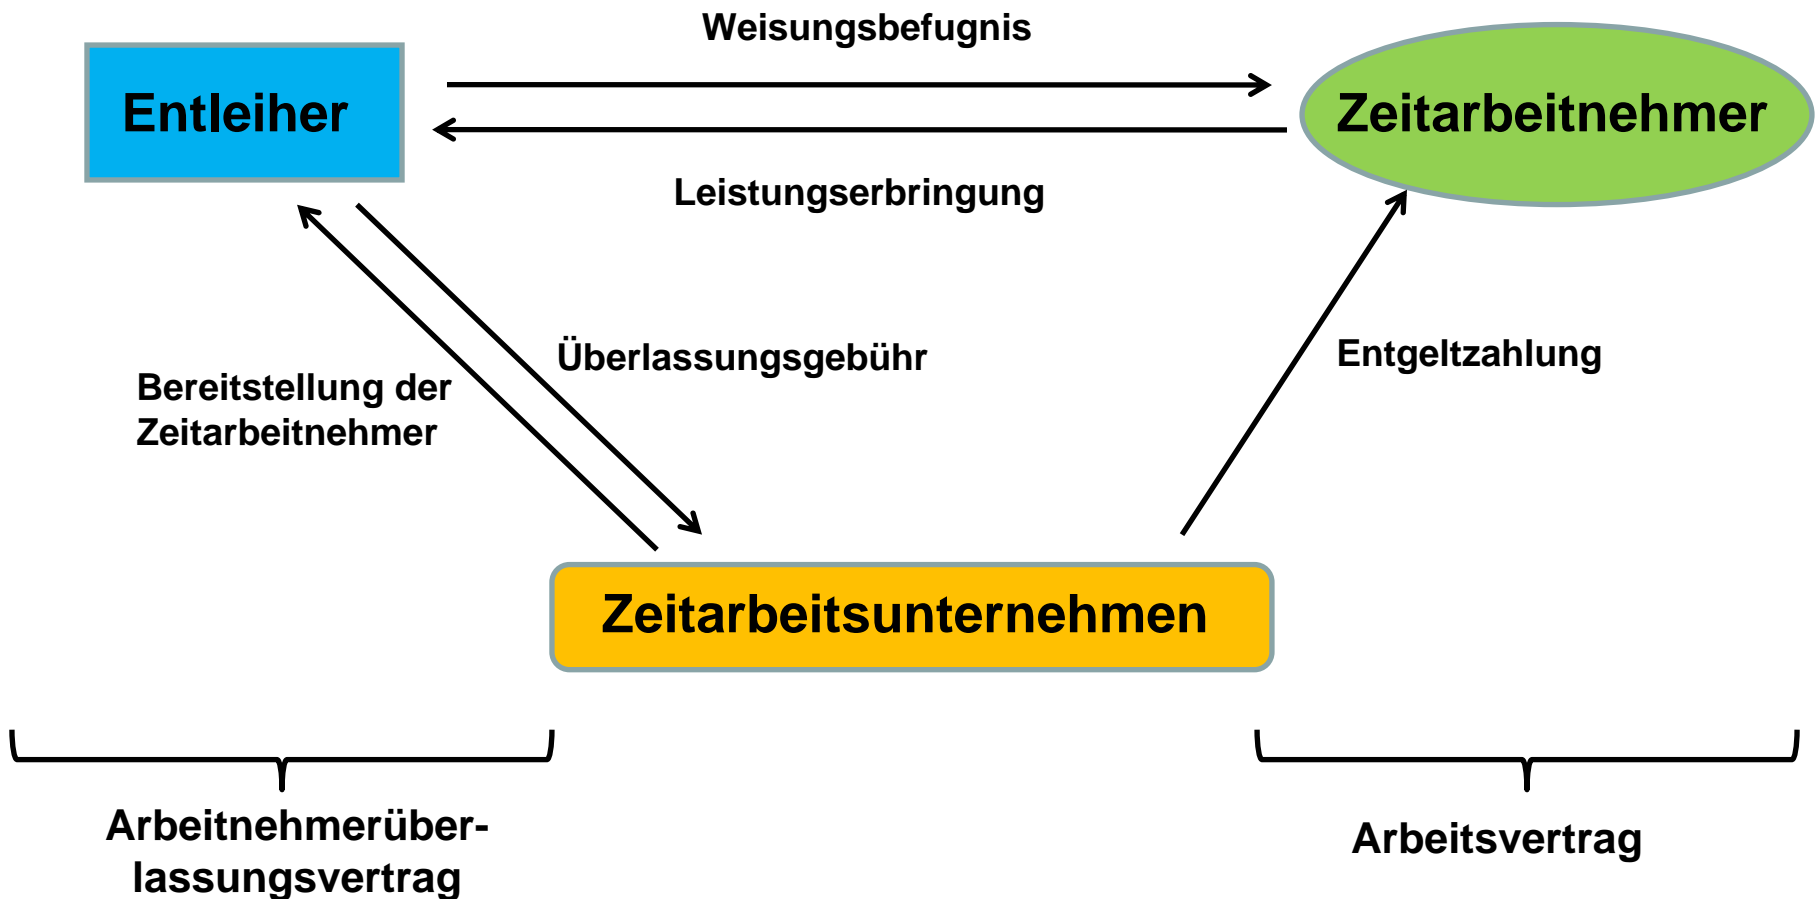 Weisungsbefugnis
Entleiher
Zeitarbeitnehmer
Leistungserbringung
Überlassungsgebühr
Entgeltzahlung
Bereitstellung der
Zeitarbeitnehmer
Zeitarbeitsunternehmen
Arbeitnehmerüber-
lassungsvertrag
Arbeitsvertrag